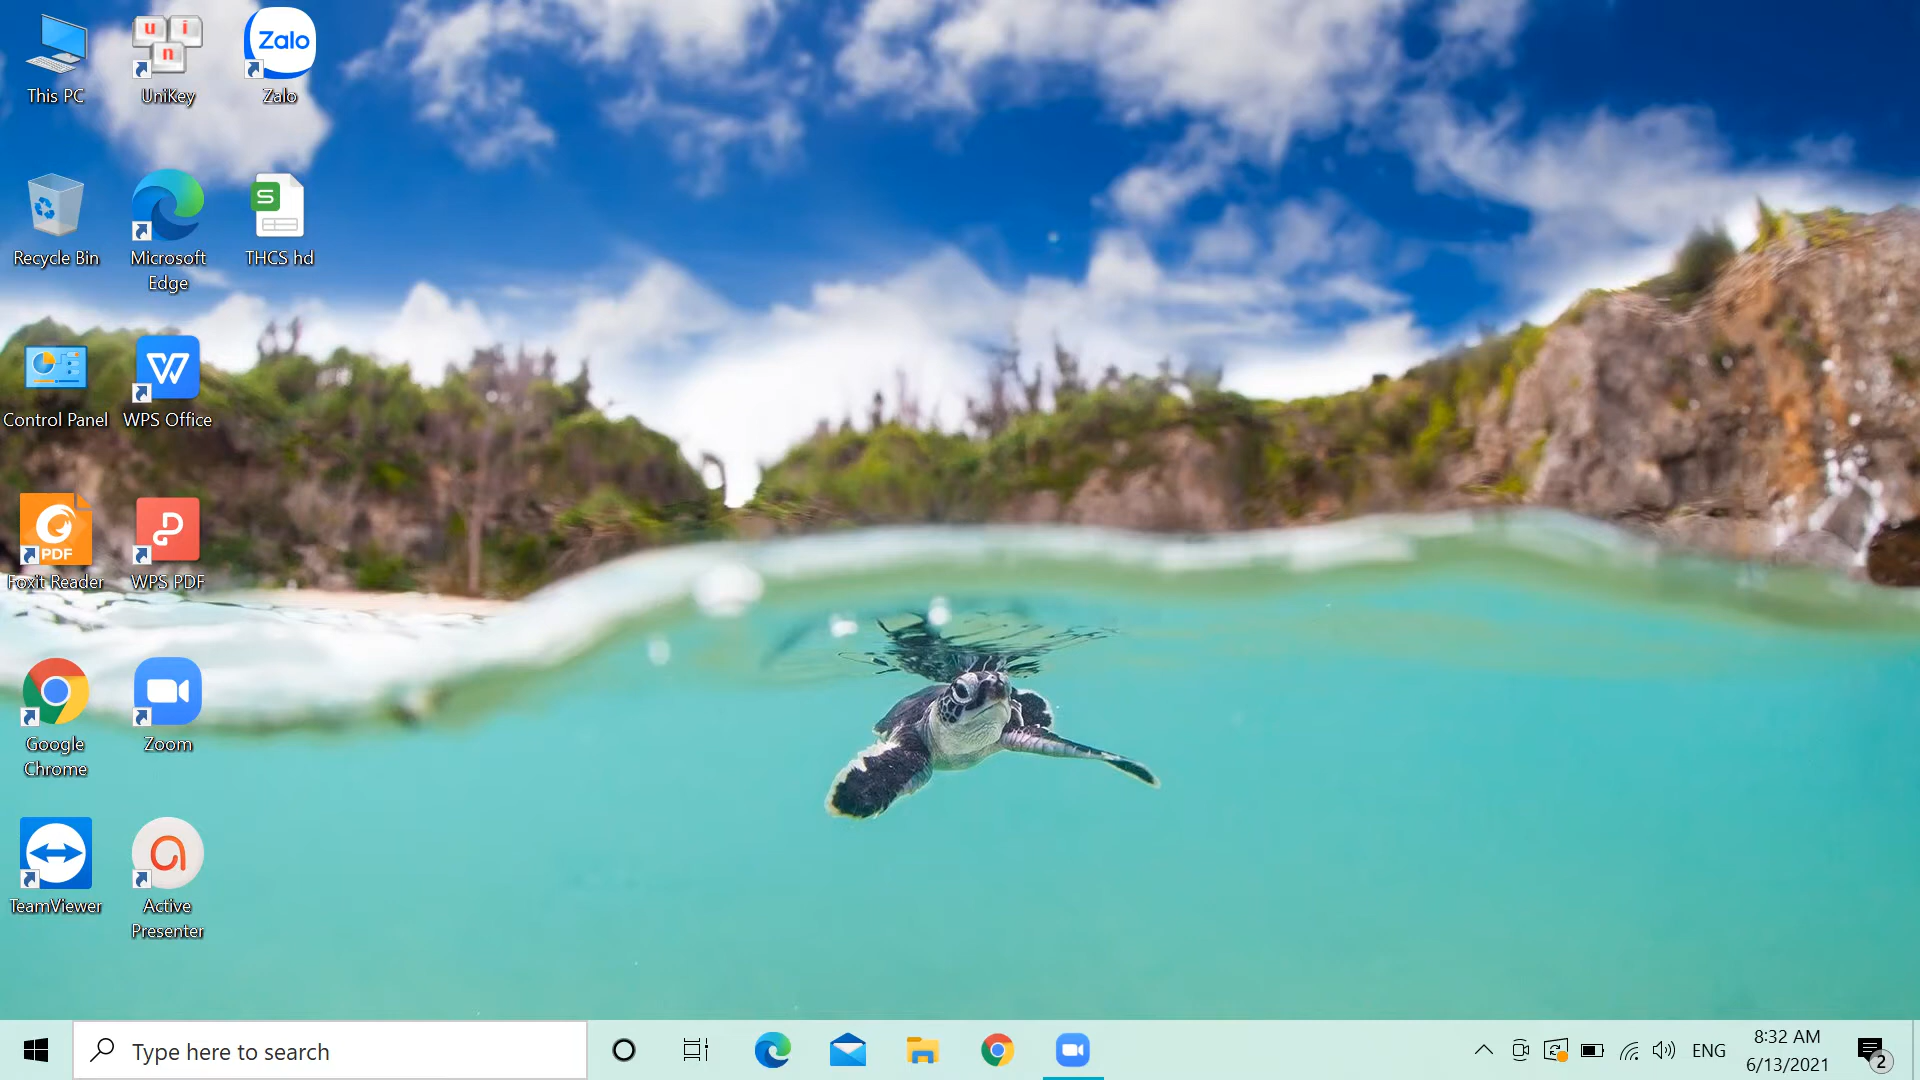 This PC
UniKey
Zalo
Zalo
Recycle Bin
Microsoft
Edge
S
THCS hd
Control Panel
WPS Office
PDF
Foxit Reader
WPS PDF
Google
Chrome
Zoom
TeamViewer
Active
Presenter
Type here to search
ENG
8:32 AM
6/13/2021
2